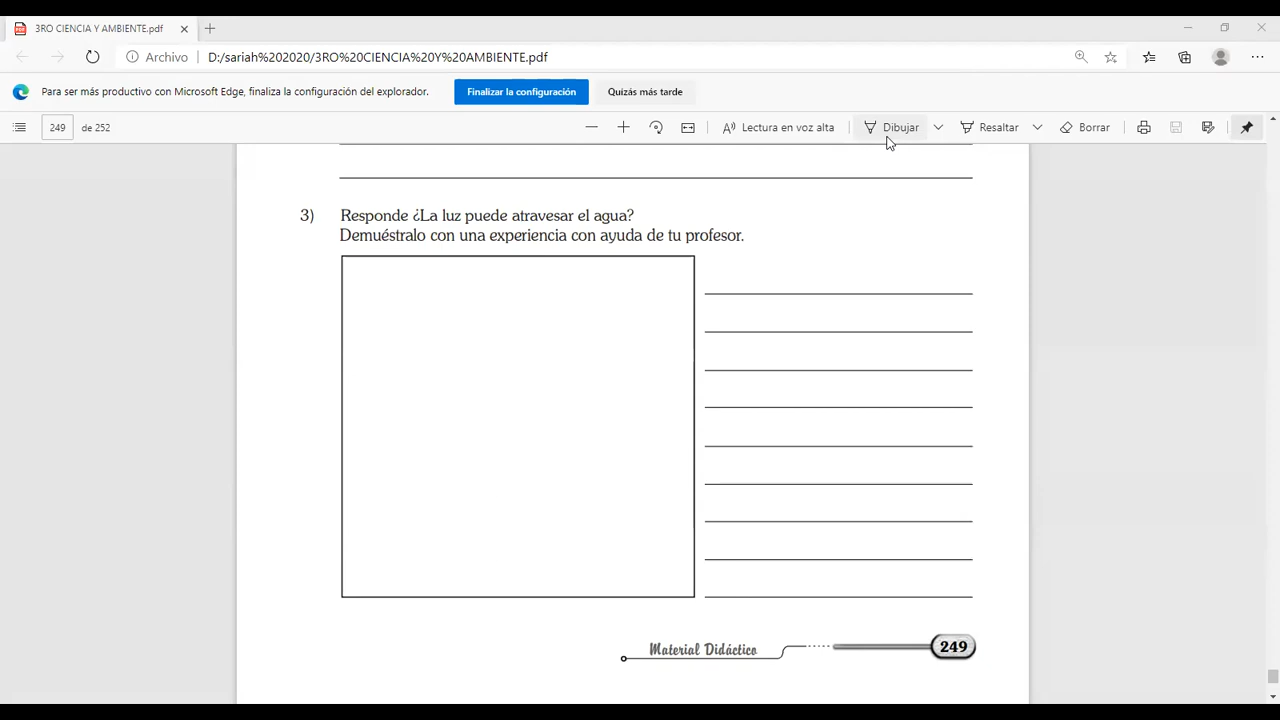 3RO CIENCIA Y AMBIENTE.pdf
Archivo | D:/sariah%202020/3RO%20CIENCIA%20Y%20AMBIENTE.pdf
Para ser más productivo con Microsoft Edge, finaliza la configuración del explorador. Finalizar la configuración Quizás más tarde
249 de 252 Lectura en voz alta Dibujar Resaltar Borrar
3) Responde ¿La luz puede atravesar el agua?
Demuéstralo con una experiencia con ayuda de tu profesor.
Material Didáctico 249